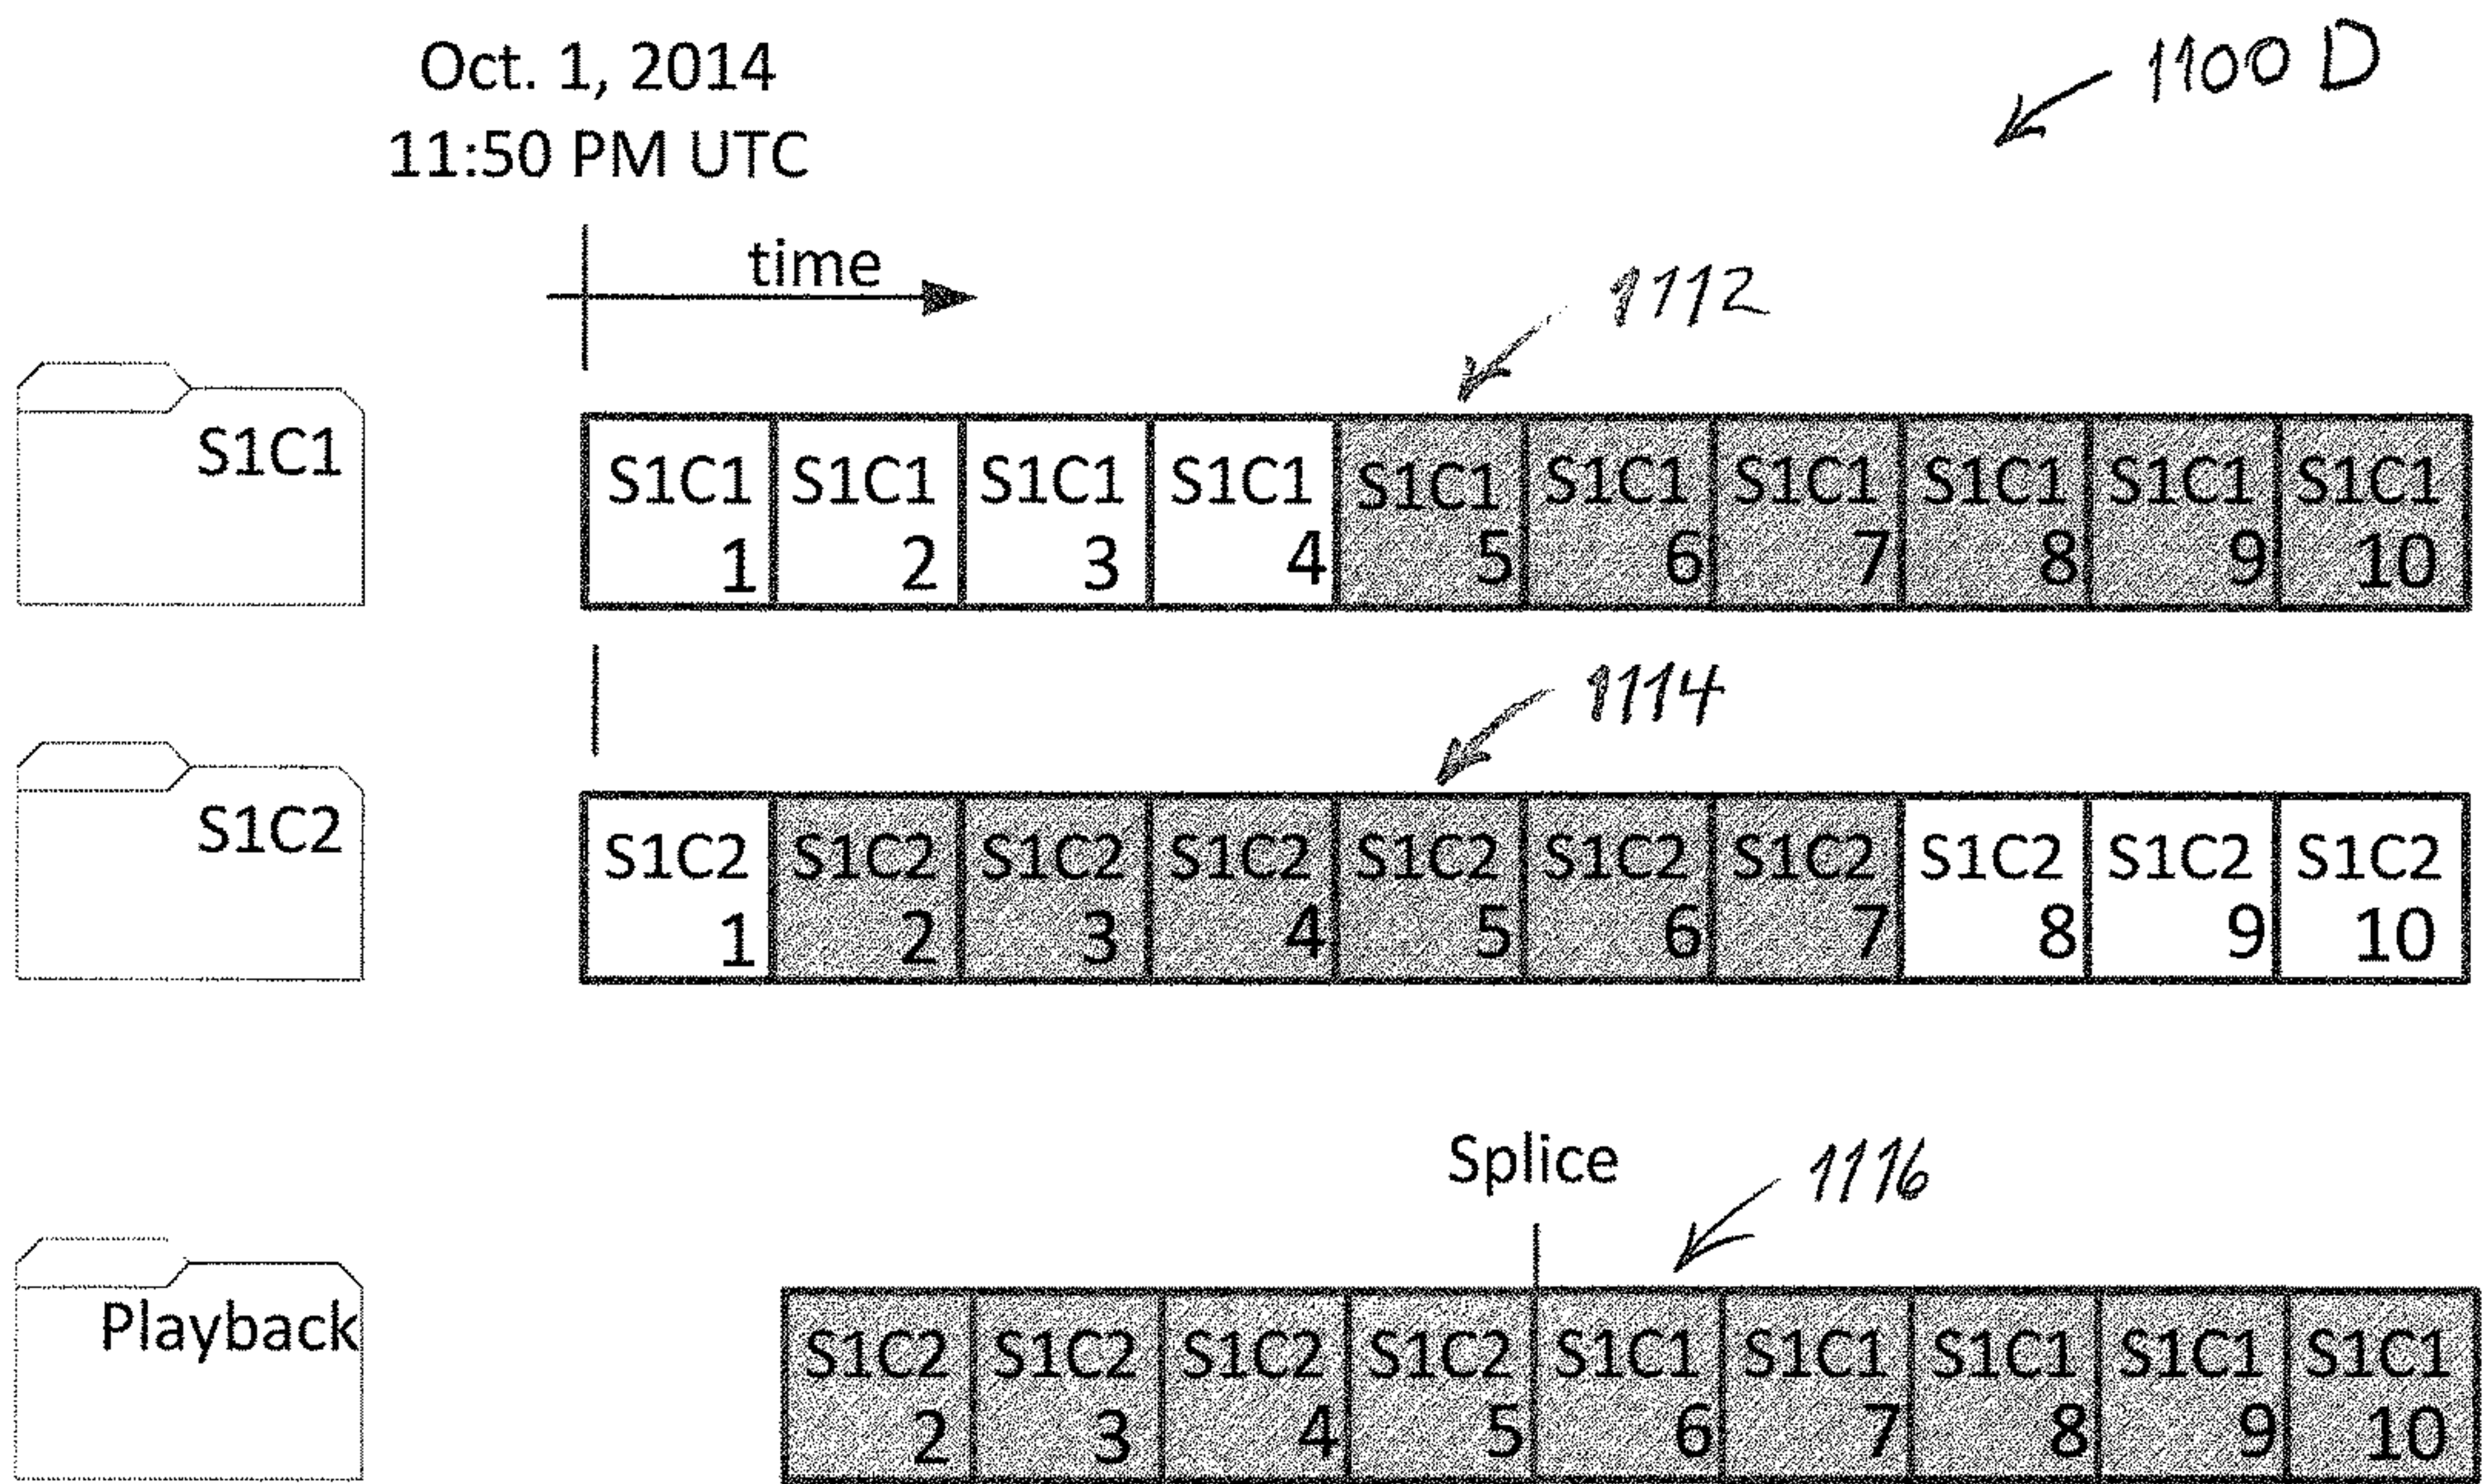 Oct. 1, 2014
11:50 PM UTC
1100 D
time
1112
S1C1
S1C1 S1C1 S1C1 S1C1 S1C1 S1C1 S1C1 S1C1 S1C1 S1C1
1 2 3 4 5 6 7 8 9 10
1114
S1C2
S1C2 S1C2 S1C2 S1C2 S1C2 S1C2 S1C2 S1C2 S1C2 S1C2
1 2 3 4 5 6 7 8 9 10
Splice
1116
Playback
S1C2 S1C2 S1C2 S1C2 S1C1 S1C1 S1C1 S1C1 S1C1
2 3 4 5 6 7 8 9 10